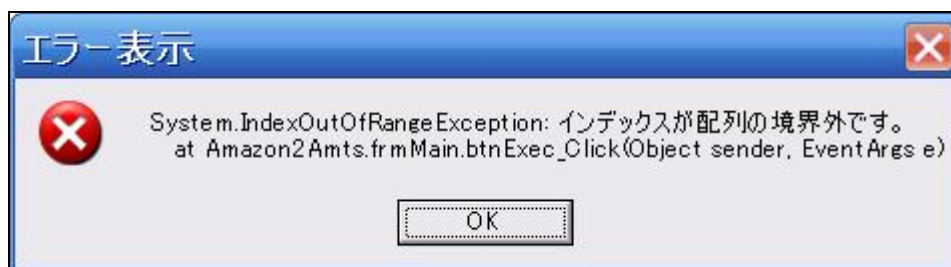 エラー表示
System.IndexOutOfRangeException: インデックスが配列の境界外です。
at Amazon2Amts.frmMain.btnExec_Click(Object sender, EventArgs e)
OK